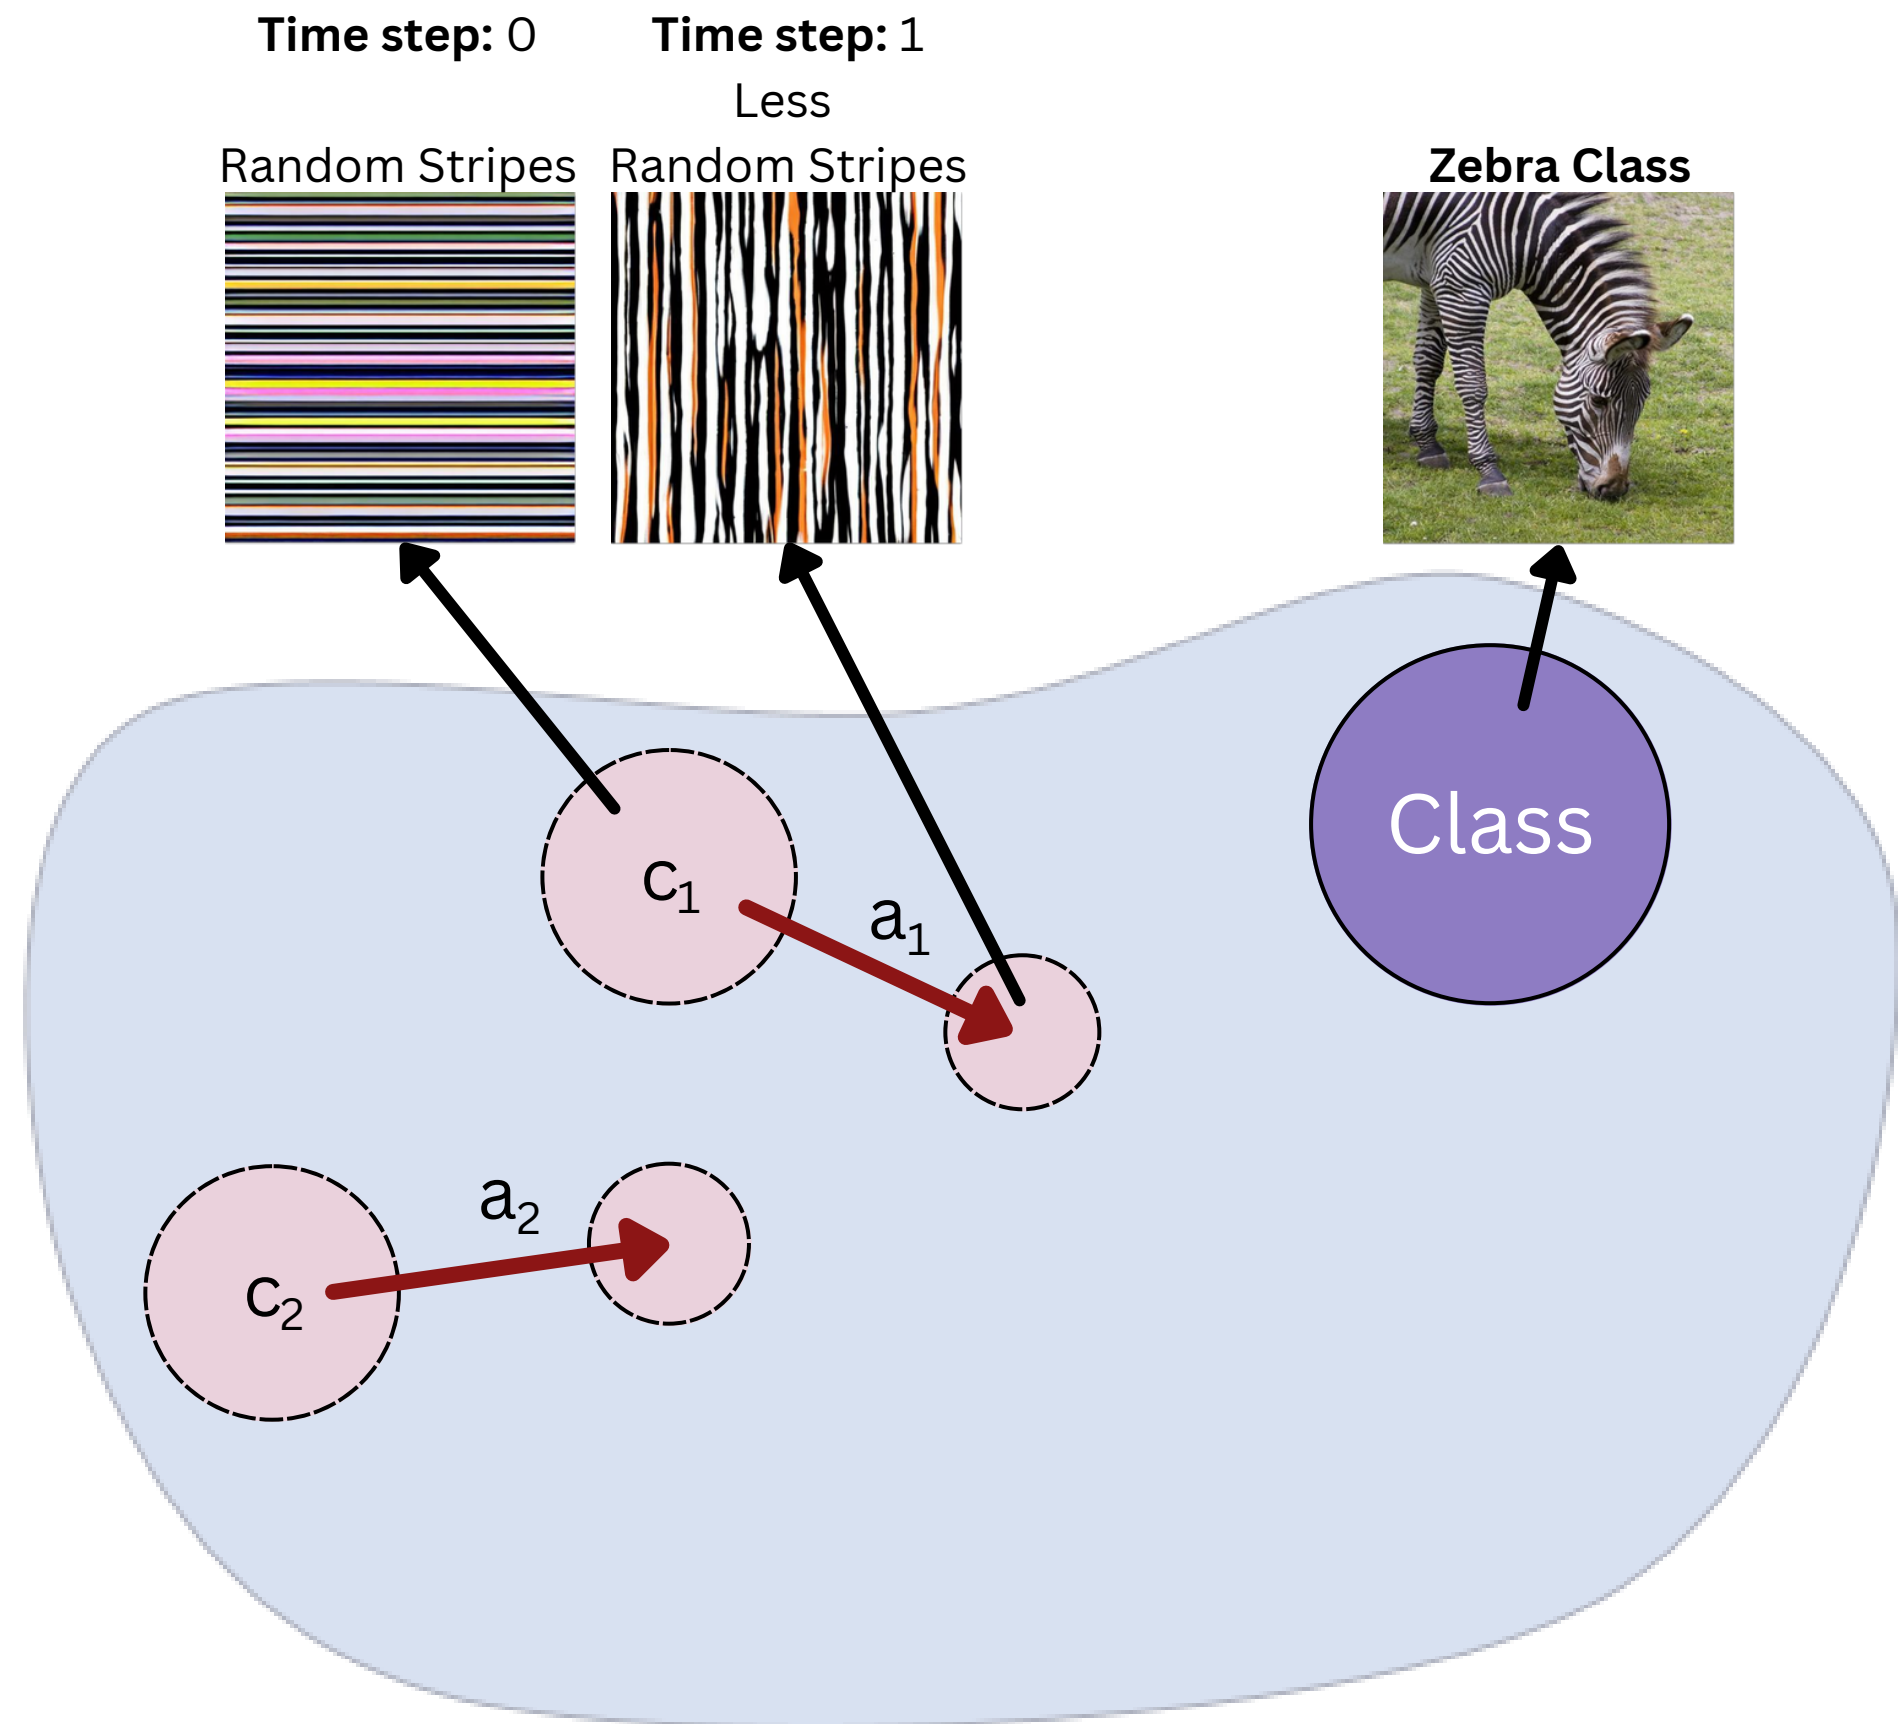 Time step: 0
Time step: 1
Less
Random Stripes
Random Stripes
Zebra Class
Class
c₁
a₁
a₂
c₂